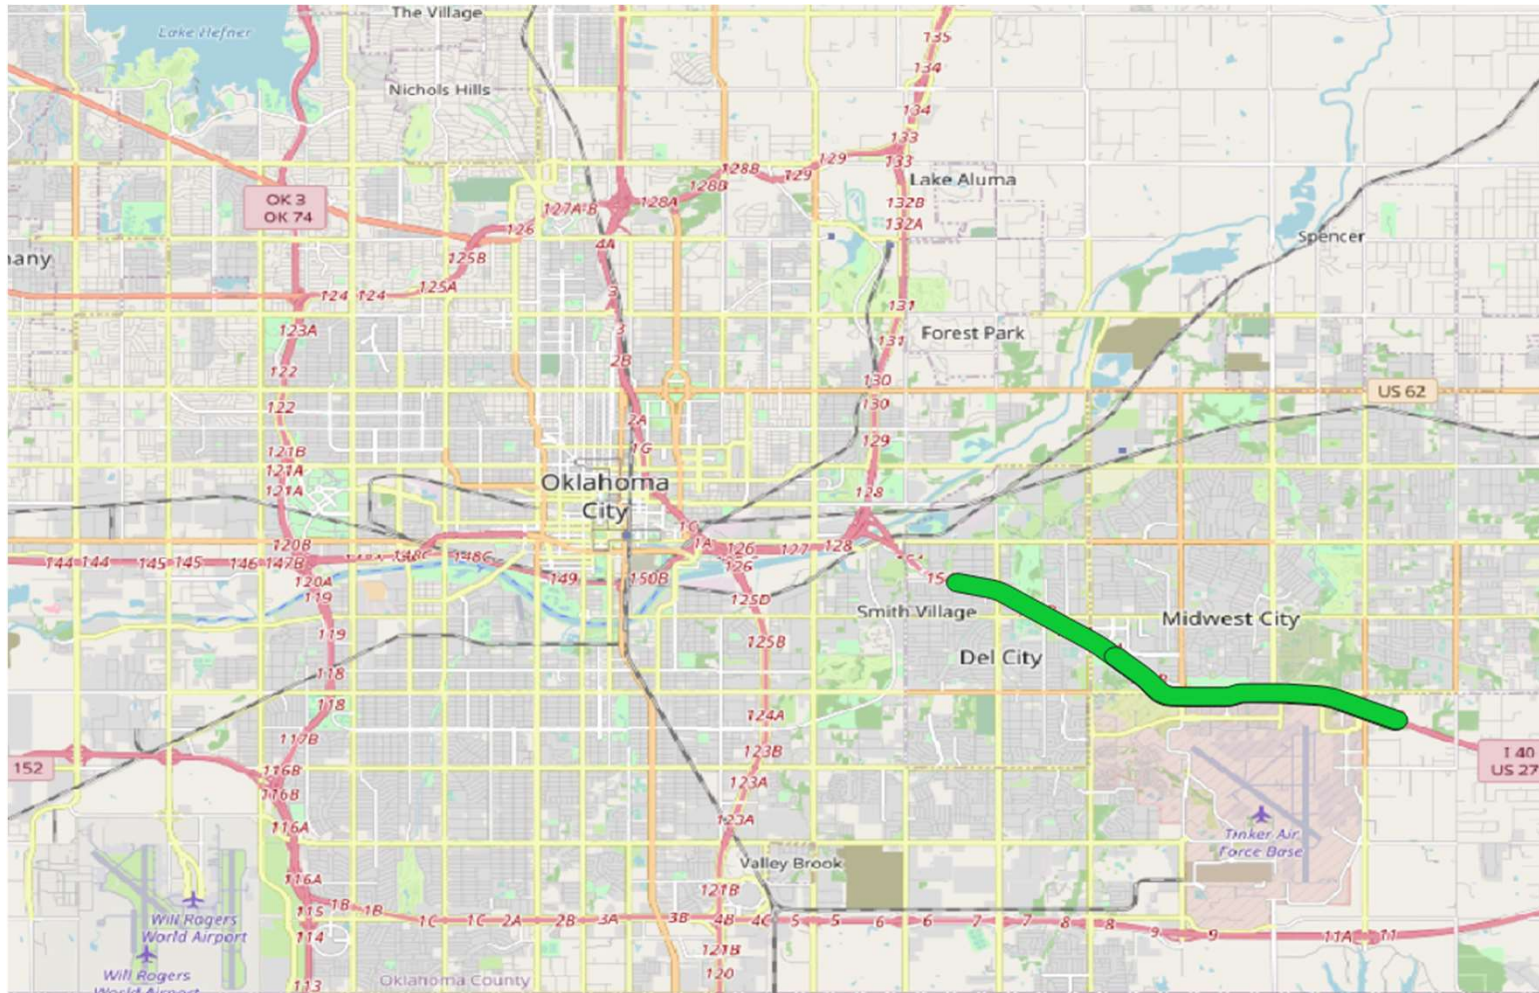 The Village
Lake Hefner
135
134
Nichols Hills
134
133
133
129
128B
129
128B
Lake Aluma
OK 3
OK 74
127A-B
128A
132B
126
132A
4A
Spencer
125B
124
124
125A
3
131
123A
3
Forest Park
131
2B
122
130
US 62
122
130
2A
129
121B
1G
121A
Oklahoma
City
121A
128
1C
120B
1A
126
127
128
144
144
145
145
146
147B
148C
148C
126
120A
149
150B
15
119
125D
Smith Village
Midwest City
119
125B
Del City
118
118
124A
117B
123B
I 40
US 27
152
116B
123A
116B
116A
123A
Tinker Air
Force Base
Valley Brook
116A
121B
115
1B
1B
1C
1C
2A
2B
3A
3B
4B
4C
5
5
6
6
7
7
8
8
9
9
11A
11
Will Rogers
World Airport
114
121B
Will Rogers
World Airport
Oklahoma County
120
113